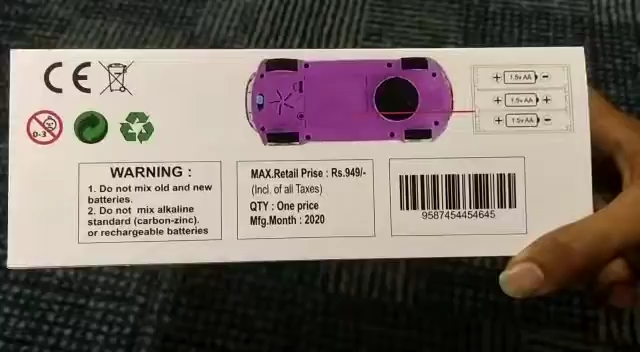 CE
0-3
+ 1.5v AA −
+ 1.5v AA +
+ 1.5v AA −
WARNING :
1. Do not mix old and new
batteries.
2. Do not mix alkaline
standard (carbon-zinc).
or rechargeable batteries
MAX.Retail Prise : Rs.949/-
(Incl. of all Taxes)
QTY : One price
Mfg.Month : 2020
9587454454645